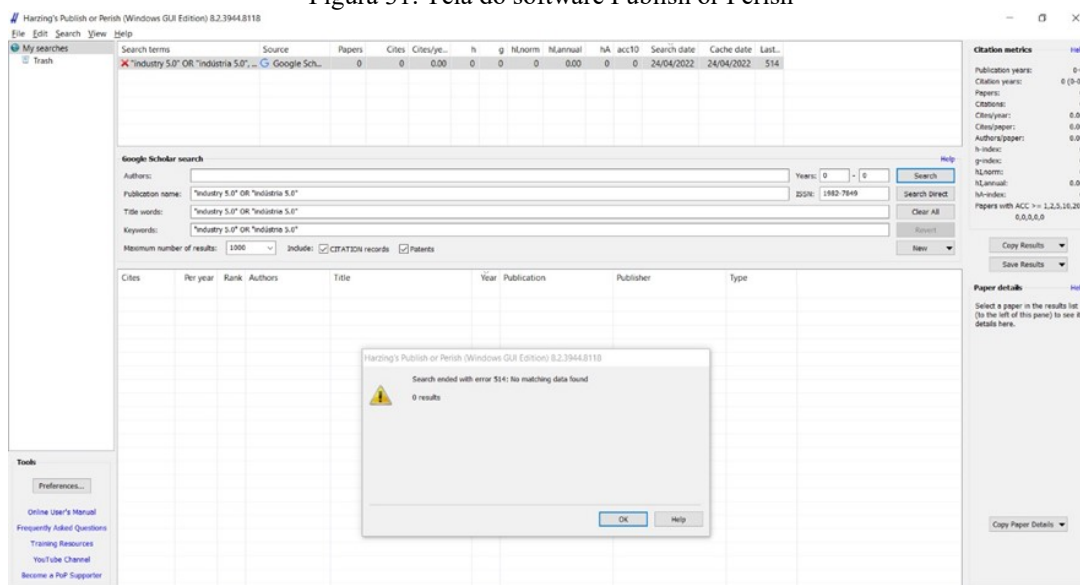 Figura 31: Tela do software Publish or Perish
Harzing's Publish or Perish (Windows GUI Edition) 8.2.3944.8118
File Edit Search View Help
My searches
Trash
Search terms Source Papers Cites Cites/ye... h g hI,norm hI,annual hA acc10 Search date Cache date Last...
"industry 5.0" OR "indústria 5.0", ... Google Sch... 0 0 0.00 0 0 0 0.00 0 0 24/04/2022 24/04/2022 514
Google Scholar search Help
Authors: Years: 0 - 0 Search
Publication name: "industry 5.0" OR "indústria 5.0" ISSN: 1982-7849 Search Direct
Title words: "industry 5.0" OR "indústria 5.0" Clear All
Keywords: "industry 5.0" OR "indústria 5.0" Revert
Maximum number of results: 1000 Include: CITATION records Patents New
Cites Per year Rank Authors Title Year Publication Publisher Type
Harzing's Publish or Perish (Windows GUI Edition) 8.2.3944.8118
Search ended with error 514: No matching data found
0 results
OK Help
Tools
Preferences...
Online User's Manual
Frequently Asked Questions
Training Resources
YouTube Channel
Become a PoP Supporter
Citation metrics
Publication years:
Citation years: 0 (0-0
Papers:
Citations:
Cites/year: 0.0
Cites/paper: 0.0
Authors/paper: 0.0
h-index:
g-index:
hI,norm:
hI,annual: 0.0
hA-index:
Papers with ACC >= 1,2,5,10,20
0,0,0,0,0
Copy Results
Save Results
Paper details
Select a paper in the results list
(to the left of this pane) to see
details here.
Copy Paper Details